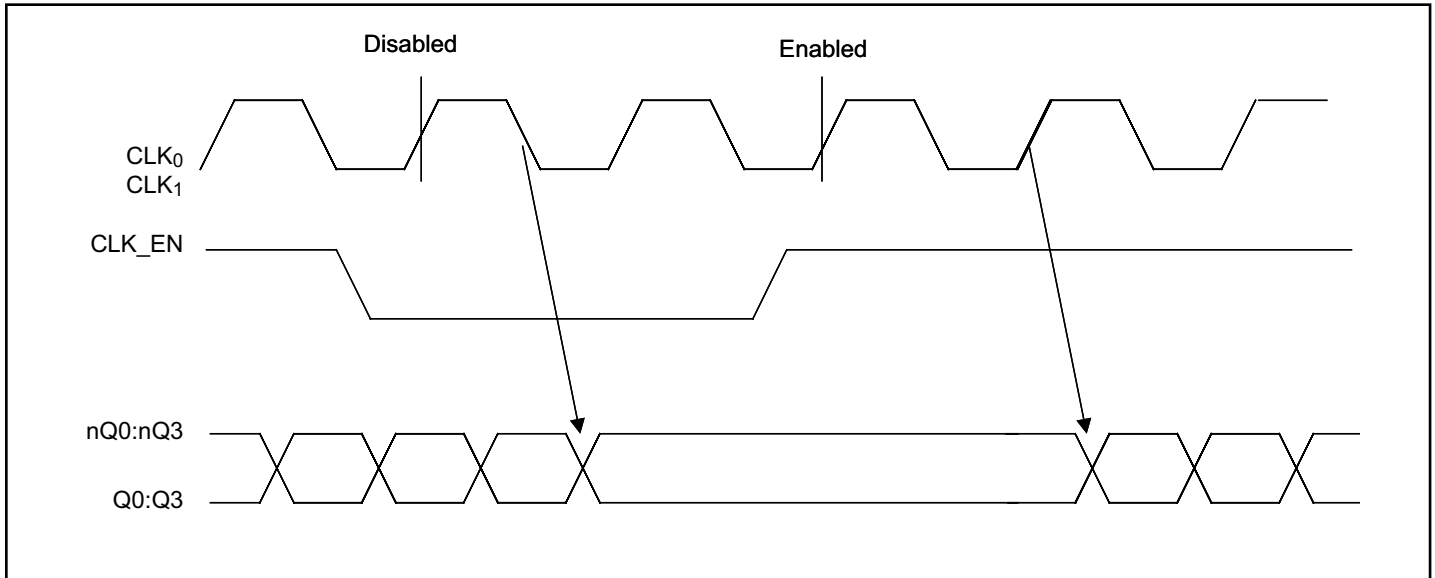 Disabled
Enabled
CLK₀
CLK₁
CLK_EN
nQ0:nQ3
Q0:Q3